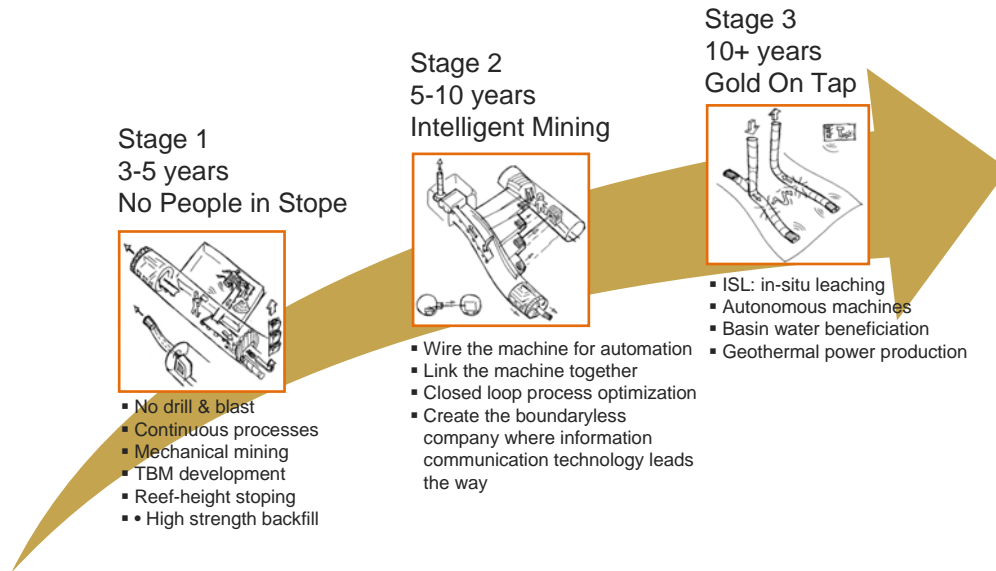 Stage 1
3-5 years
No People in Stope
▪ No drill & blast
▪ Continuous processes
▪ Mechanical mining
▪ TBM development
▪ Reef-height stoping
▪ • High strength backfill
Stage 2
5-10 years
Intelligent Mining
▪ Wire the machine for automation
▪ Link the machine together
▪ Closed loop process optimization
▪ Create the boundaryless
company where information
communication technology leads
the way
Stage 3
10+ years
Gold On Tap
▪ ISL: in-situ leaching
▪ Autonomous machines
▪ Basin water beneficiation
▪ Geothermal power production